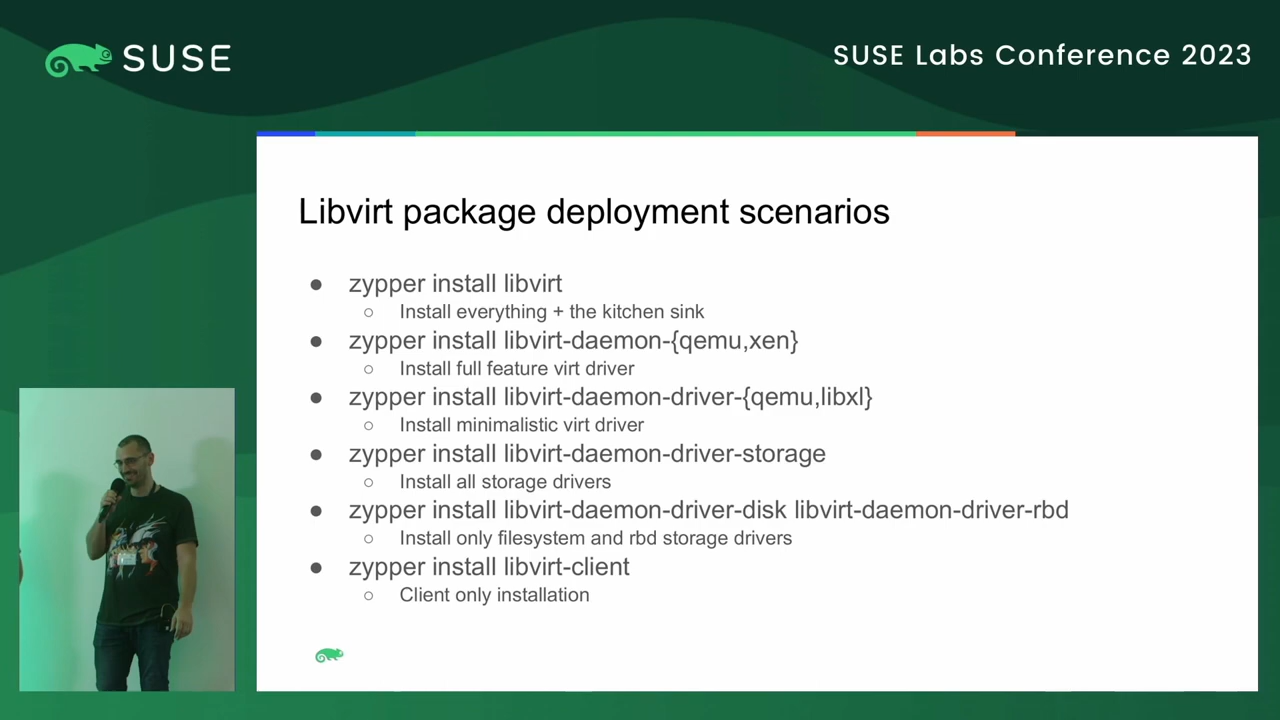 SUSE
SUSE Labs Conference 2023
Libvirt package deployment scenarios
● zypper install libvirt
○ Install everything + the kitchen sink
● zypper install libvirt-daemon-{qemu,xen}
○ Install full feature virt driver
● zypper install libvirt-daemon-driver-{qemu,libxl}
○ Install minimalistic virt driver
● zypper install libvirt-daemon-driver-storage
○ Install all storage drivers
● zypper install libvirt-daemon-driver-disk libvirt-daemon-driver-rbd
○ Install only filesystem and rbd storage drivers
● zypper install libvirt-client
○ Client only installation